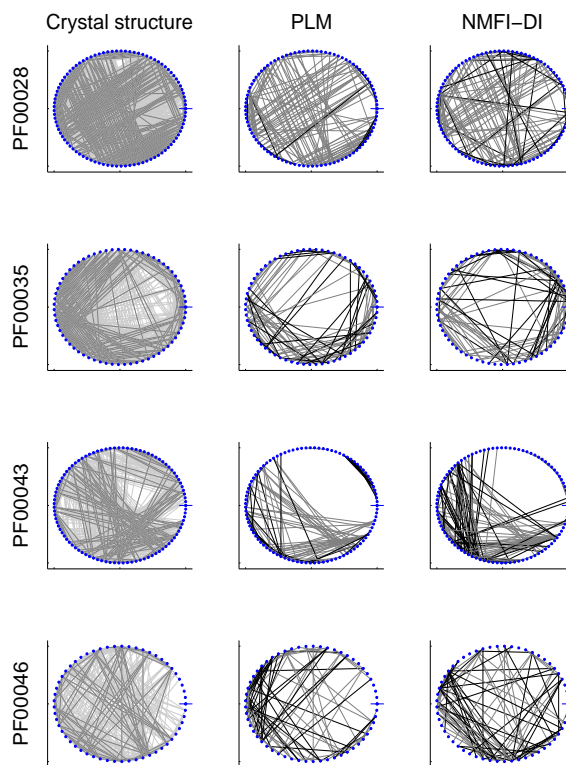 Crystal structure PLM NMFI−DI
PF00028
PF00035
PF00043
PF00046